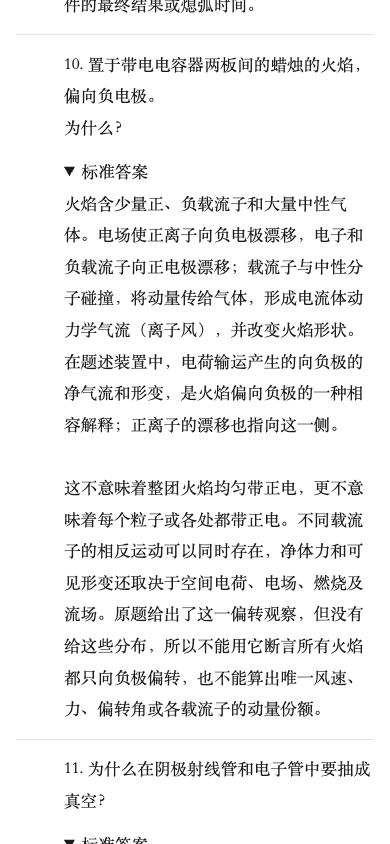 件的最终结果或熄弧时间。
10. 置于带电电容器两板间的蜡烛的火焰，
偏向负电极。
为什么?
▼ 标准答案
火焰含少量正、负载流子和大量中性气
体。电场使正离子向负电极漂移，电子和
负载流子向正电极漂移；载流子与中性分
子碰撞，将动量传给气体，形成电流体动
力学气流（离子风），并改变火焰形状。
在题述装置中，电荷输运产生的向负极的
净气流和形变，是火焰偏向负极的一种相
容解释；正离子的漂移也指向这一侧。
这不意味着整团火焰均匀带正电，更不意
味着每个粒子或各处都带正电。不同载流
子的相反运动可以同时存在，净体力和可
见形变还取决于空间电荷、电场、燃烧及
流场。原题给出了这一偏转观察，但没有
给这些分布，所以不能用它断言所有火焰
都只向负极偏转，也不能算出唯一风速、
力、偏转角或各载流子的动量份额。
11. 为什么在阴极射线管和电子管中要抽成
真空?
▼ 标准答案